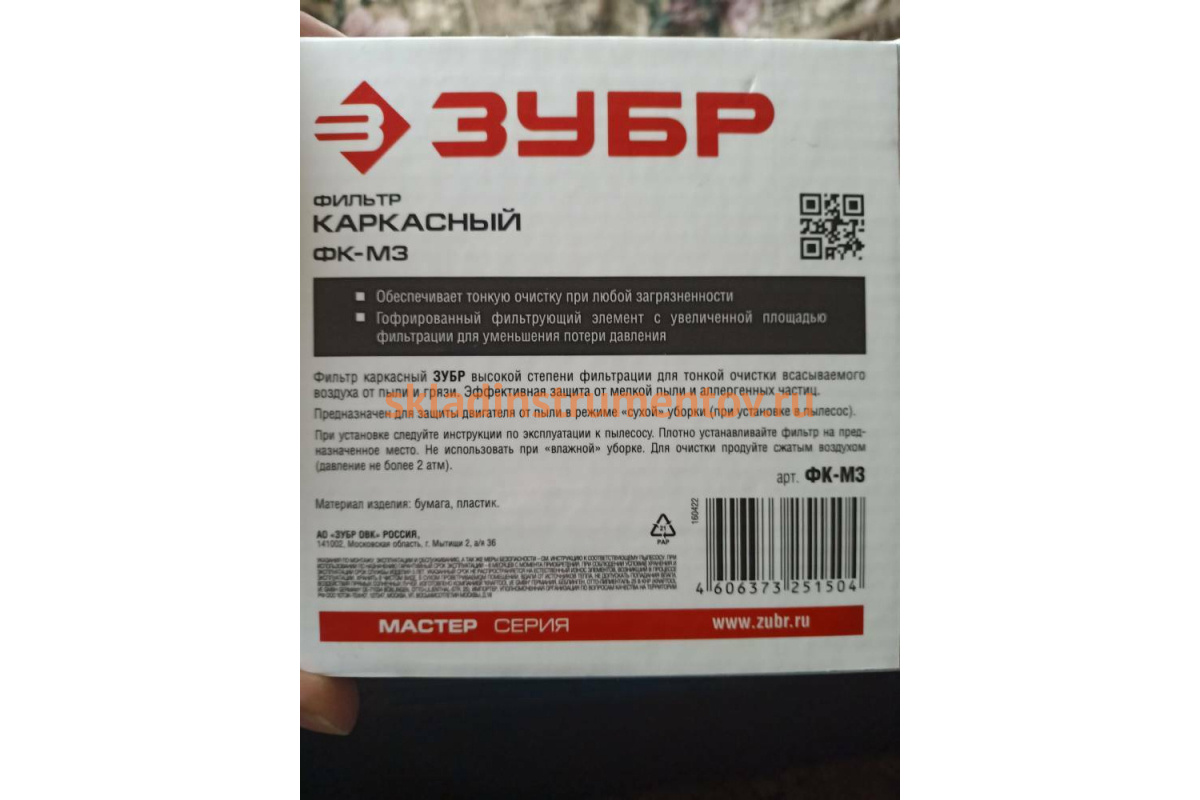 ЗУБР
ФИЛЬТР
КАРКАСНЫЙ
ФК-М3
Обеспечивает тонкую очистку при любой загрязненности
Гофрированный фильтрующий элемент с увеличенной площадью
фильтрации для уменьшения потери давления
Фильтр каркасный ЗУБР высокой степени фильтрации для тонкой очистки всасываемого
воздуха от пыли и грязи. Эффективная защита от мелкой пыли и аллергенных частиц.
skladinstrumentov.ru
Предназначен для защиты двигателя от пыли в режиме «сухой» уборки (при установке в пылесос).
При установке следуйте инструкции по эксплуатации к пылесосу. Плотно устанавливайте фильтр на пред-
назначенное место. Не использовать при «влажной» уборке. Для очистки продуйте сжатым воздухом
(давление не более 2 атм).
арт. ФК-М3
Материал изделия: бумага, пластик.
160422
21
PAP
АО «ЗУБР ОВК» РОССИЯ,
141002, Московская область, г. Мытищи 2, а/я 36
4 606373 251504
МАСТЕР СЕРИЯ
www.zubr.ru